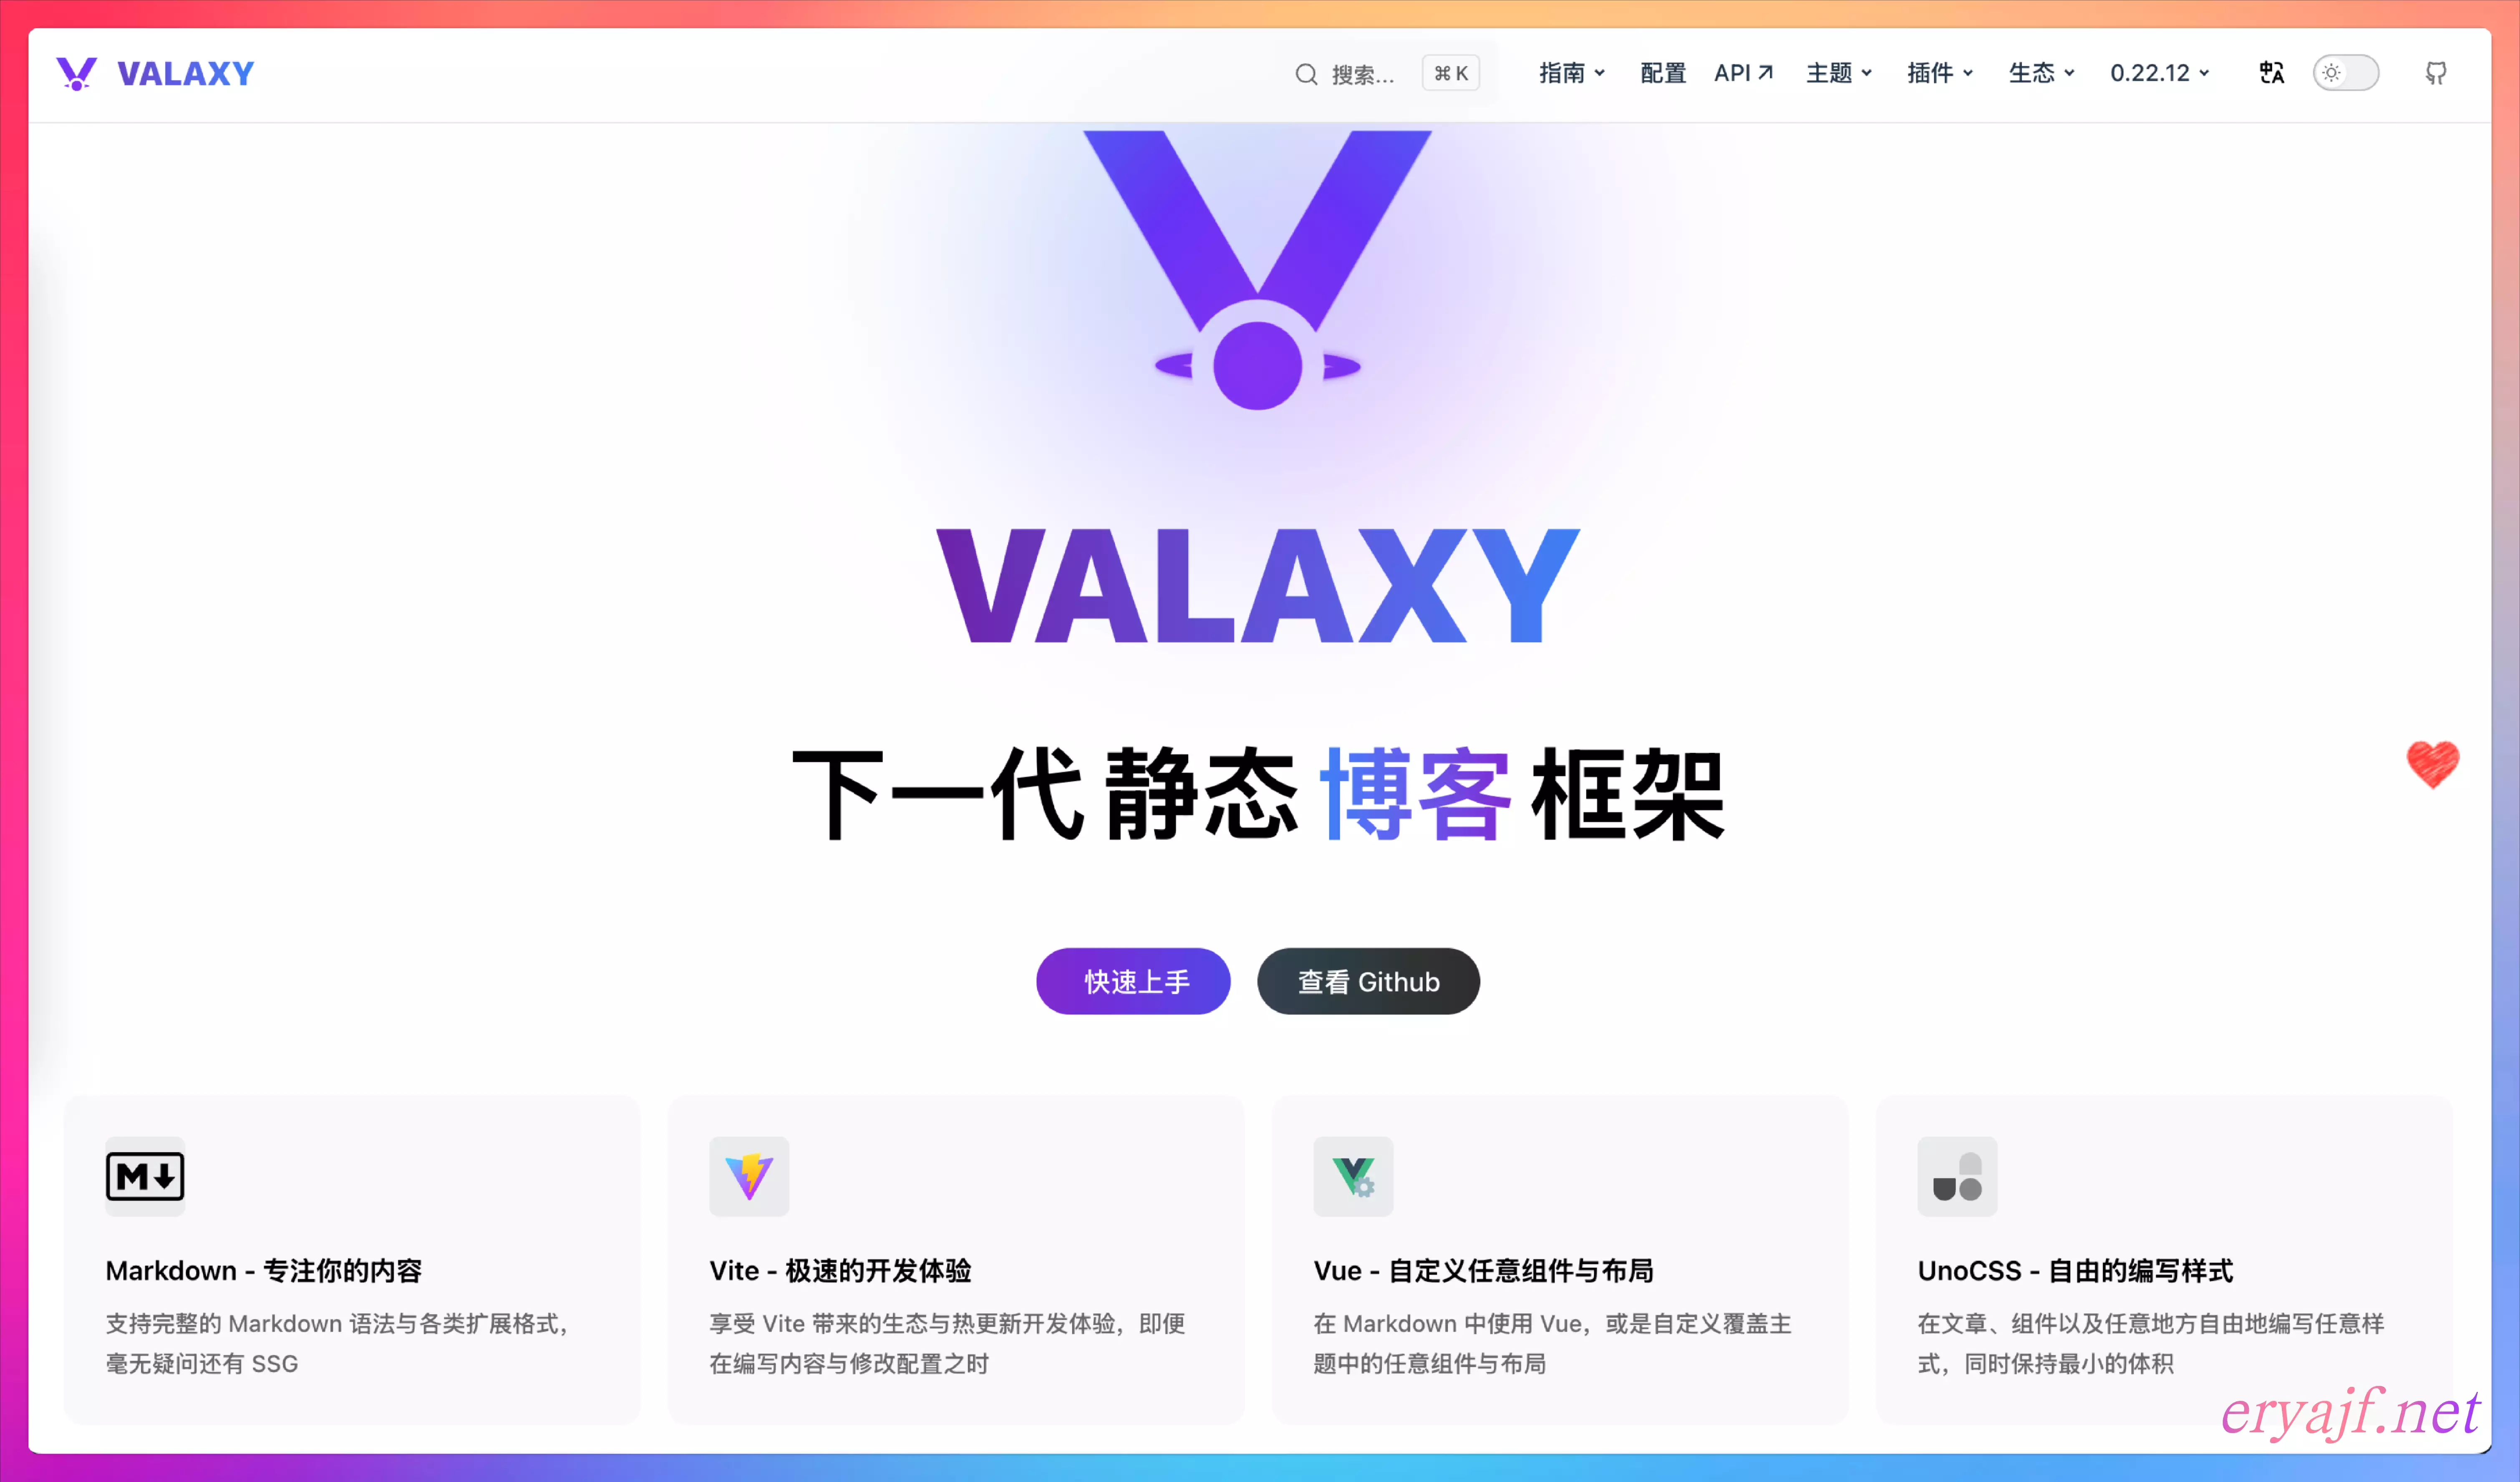 VALAXY
搜索... ⌘ K 指南 配置 API 主题 插件 生态 0.22.12
VALAXY
下一代 静态 博客 框架
快速上手 查看 Github
Markdown - 专注你的内容
支持完整的 Markdown 语法与各类扩展格式，
毫无疑问还有 SSG
Vite - 极速的开发体验
享受 Vite 带来的生态与热更新开发体验，即便
在编写内容与修改配置之时
Vue - 自定义任意组件与布局
在 Markdown 中使用 Vue，或是自定义覆盖主
题中的任意组件与布局
UnoCSS - 自由的编写样式
在文章、组件以及任意地方自由地编写任意样
式，同时保持最小的体积
eryajf.net